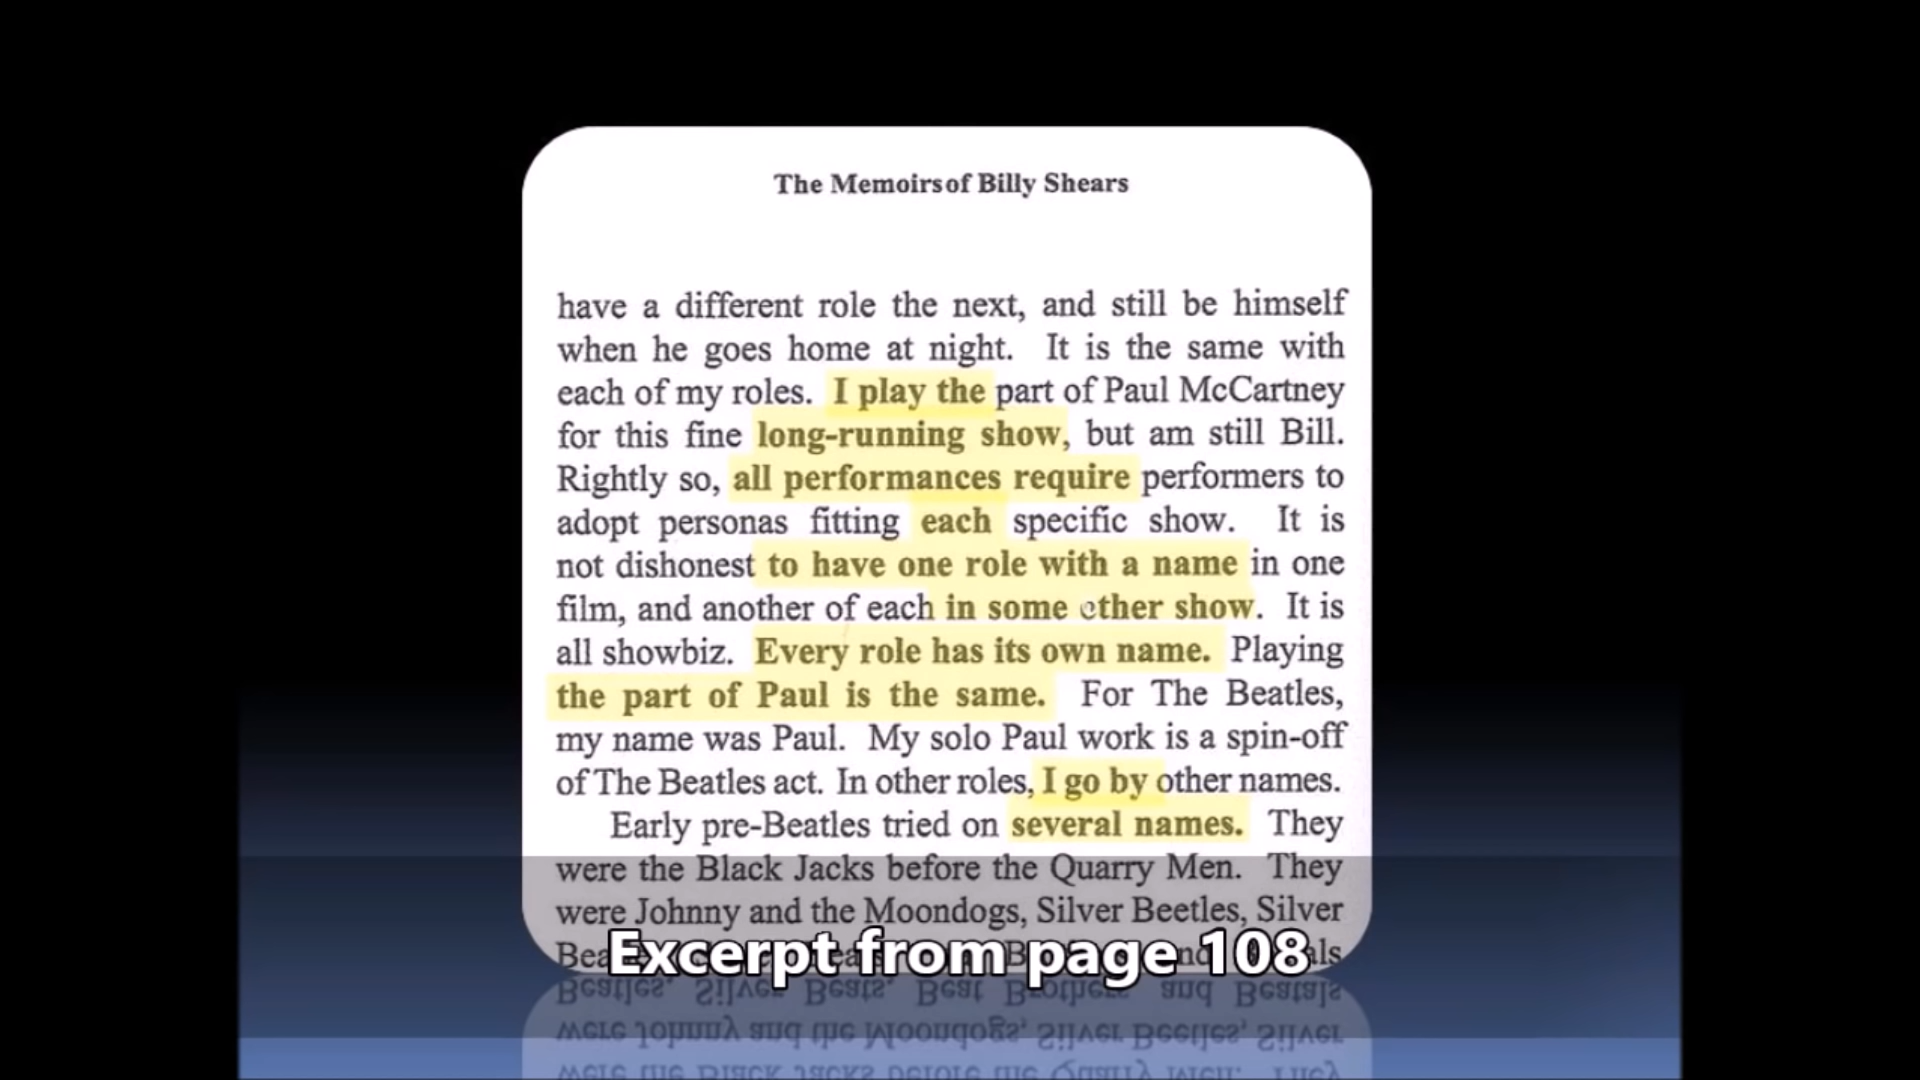 The Memoirs of Billy Shears
have a different role the next, and still be himself
when he goes home at night. It is the same with
each of my roles. I play the part of Paul McCartney
for this fine long-running show, but am still Bill.
Rightly so, all performances require performers to
adopt personas fitting each specific show. It is
not dishonest to have one role with a name in one
film, and another of each in some other show. It is
all showbiz. Every role has its own name. Playing
the part of Paul is the same. For The Beatles,
my name was Paul. My solo Paul work is a spin-off
of The Beatles act. In other roles, I go by other names.
Early pre-Beatles tried on several names. They
were the Black Jacks before the Quarry Men. They
were Johnny and the Moondogs, Silver Beetles, Silver
Beatles, Silver Beats, Beat Brothers and Beatals
Excerpt from page 108